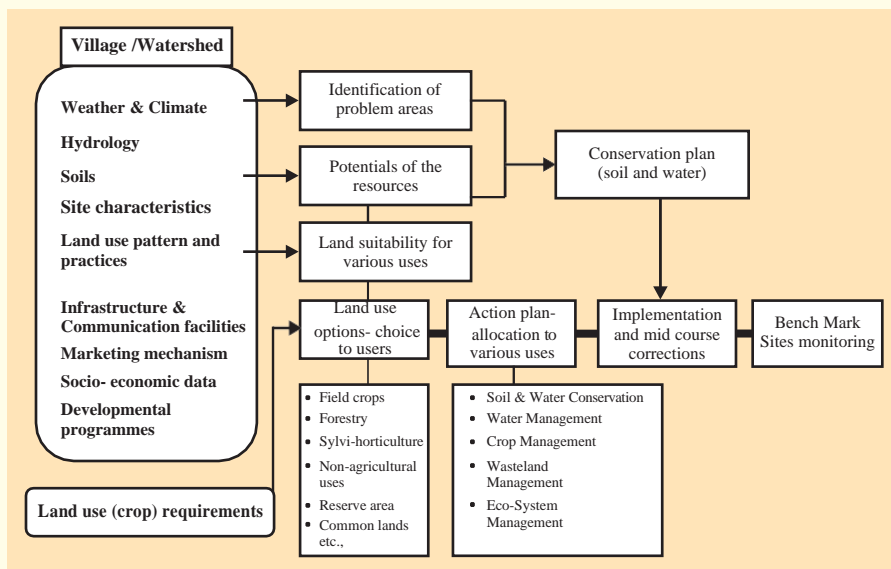 Village /Watershed
Weather & Climate
Hydrology
Soils
Site characteristics
Land use pattern and
practices
Infrastructure &
Communication facilities
Marketing mechanism
Socio- economic data
Developmental
programmes
Land use (crop) requirements
Identification of
problem areas
Potentials of the
resources
Land suitability for
various uses
Land use
options- choice
to users
• Field crops
• Forestry
• Sylvi-horticulture
• Non-agricultural
uses
• Reserve area
• Common lands
etc.,
Action plan-
allocation to
various uses
• Soil & Water Conservation
• Water Management
• Crop Management
• Wasteland
Management
• Eco-System
Management
Conservation plan
(soil and water)
Implementation
and mid course
corrections
Bench Mark
Sites monitoring